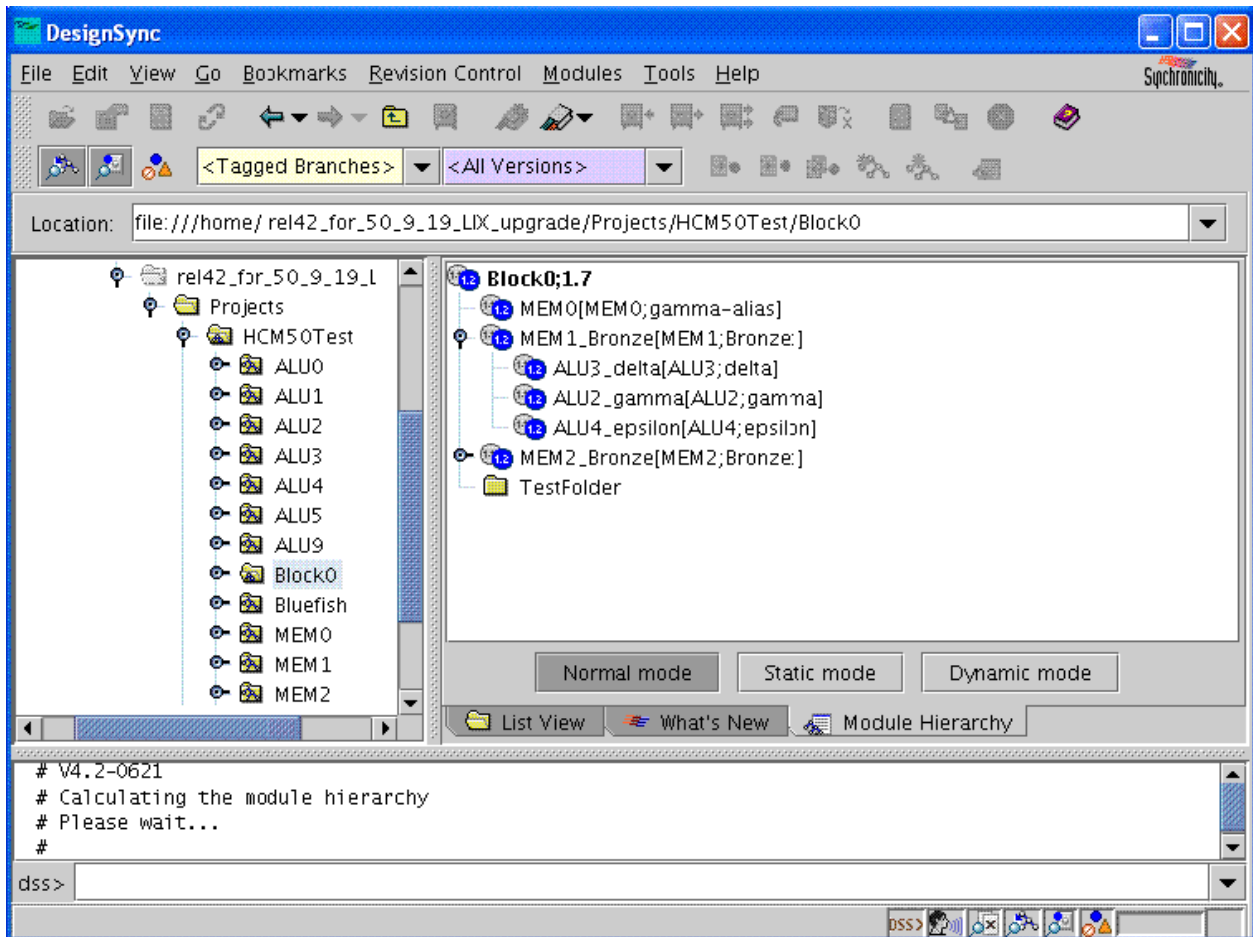 DesignSync
File Edit View Go Bookmarks Revision Control Modules Tools Help
Synchronicity
<Tagged Branches> <All Versions>
Location: file:///home/ rel42_for_50_9_19_LIX_upgrade/Projects/HCM50Test/Block0
rel42_for_50_9_19_L
Projects
HCM50Test
ALU0
ALU1
ALU2
ALU3
ALU4
ALU5
ALU9
Block0
Bluefish
MEM0
MEM1
MEM2
Block0;1.7
MEM0[MEM0;gamma-alias]
MEM1_Bronze[MEM1;Bronze:]
ALU3_delta[ALU3;delta]
ALU2_gamma[ALU2;gamma]
ALU4_epsilon[ALU4;epsilon]
MEM2_Bronze[MEM2;Bronze:]
TestFolder
Normal mode Static mode Dynamic mode
List View What's New Module Hierarchy
# V4.2-0621
# Calculating the module hierarchy
# Please wait...
#
dss>
DSS>